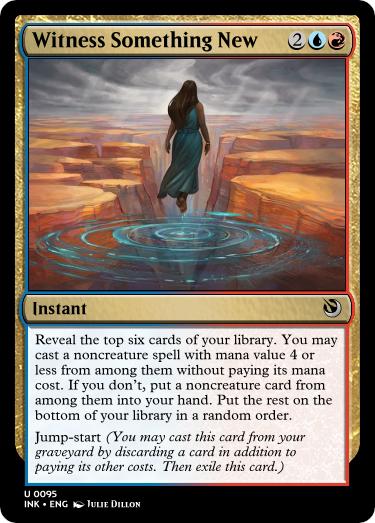 Witness Something New 2
Instant
Reveal the top six cards of your library. You may
cast a noncreature spell with mana value 4 or
less from among them without paying its mana
cost. If you don't, put a noncreature card from
among them into your hand. Put the rest on the
bottom of your library in a random order.
Jump-start (You may cast this card from your
graveyard by discarding a card in addition to
paying its other costs. Then exile this card.)
U 0095
INK • ENG JULIE DILLON